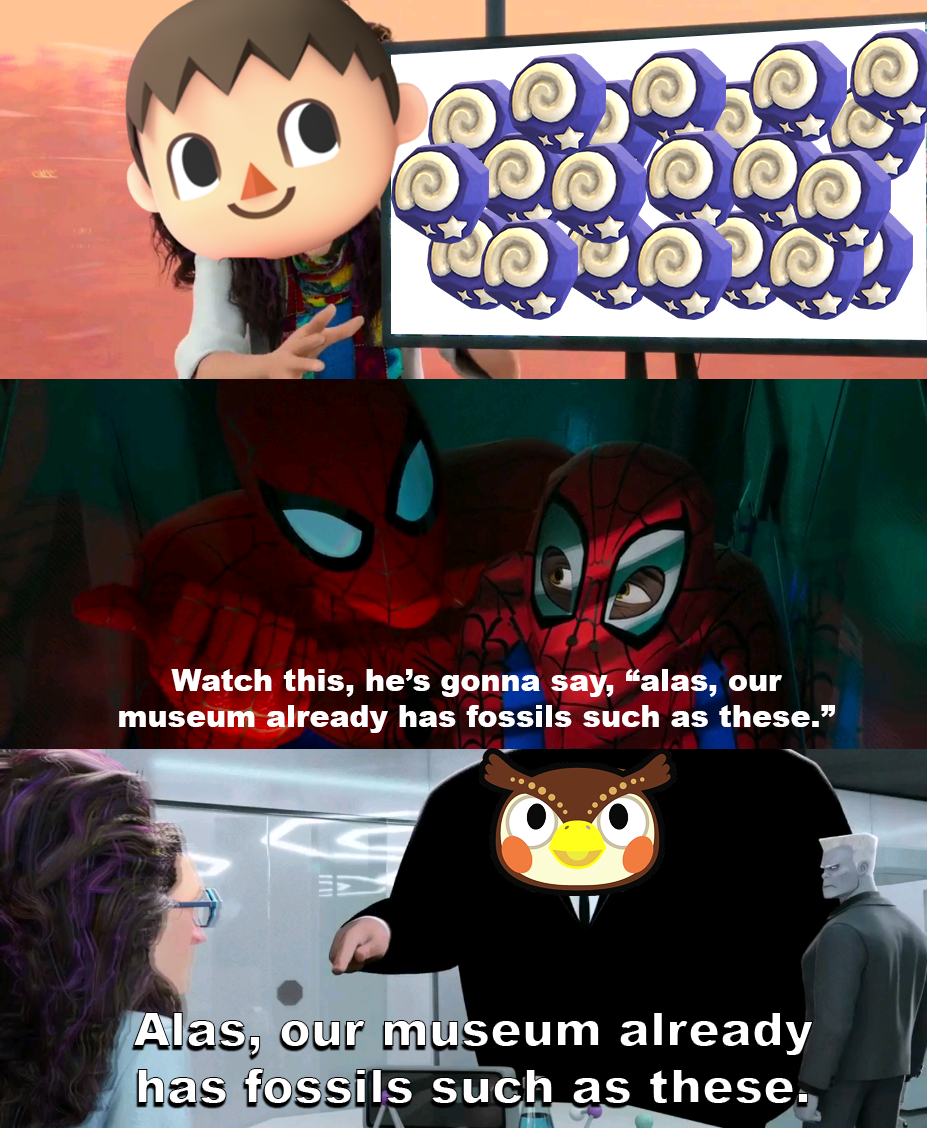 Watch this, he’s gonna say, “alas, our
museum already has fossils such as these.”
Alas, our museum already
has fossils such as these.